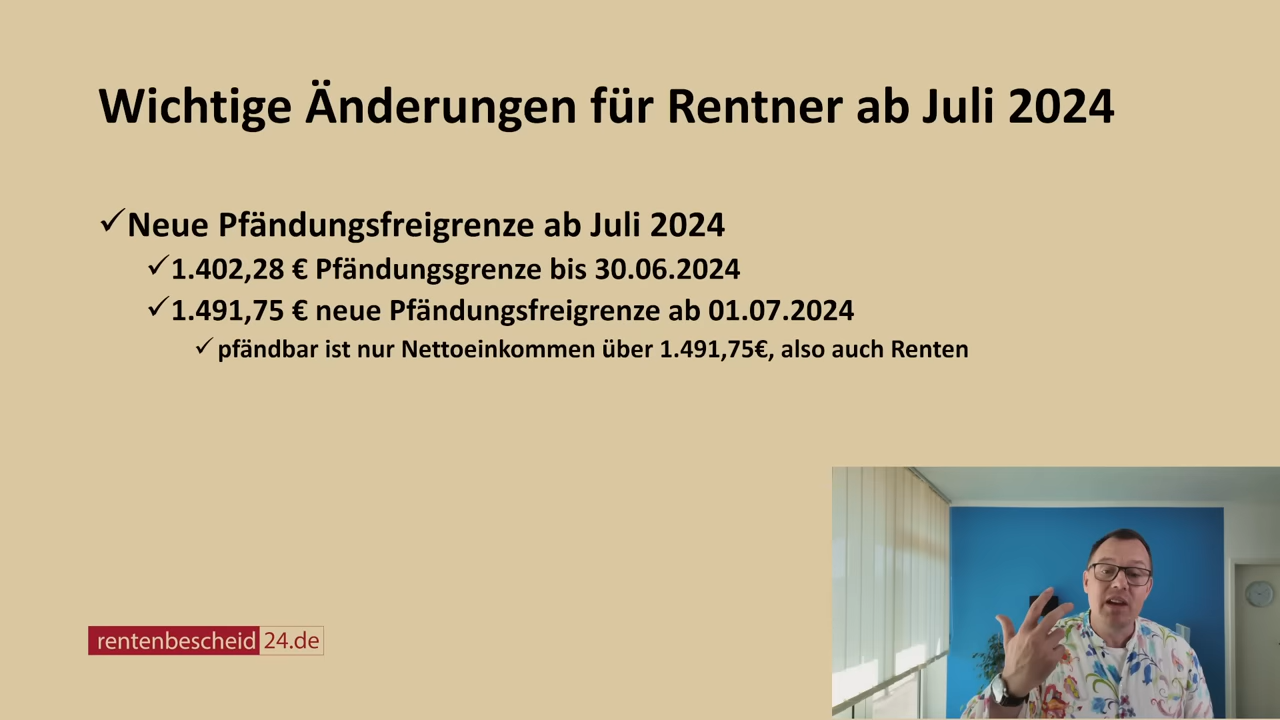 Wichtige Änderungen für Rentner ab Juli 2024
✓Neue Pfändungsfreigrenze ab Juli 2024
✓1.402,28 € Pfändungsgrenze bis 30.06.2024
✓1.491,75 € neue Pfändungsfreigrenze ab 01.07.2024
✓pfändbar ist nur Nettoeinkommen über 1.491,75€, also auch Renten
rentenbescheid 24.de